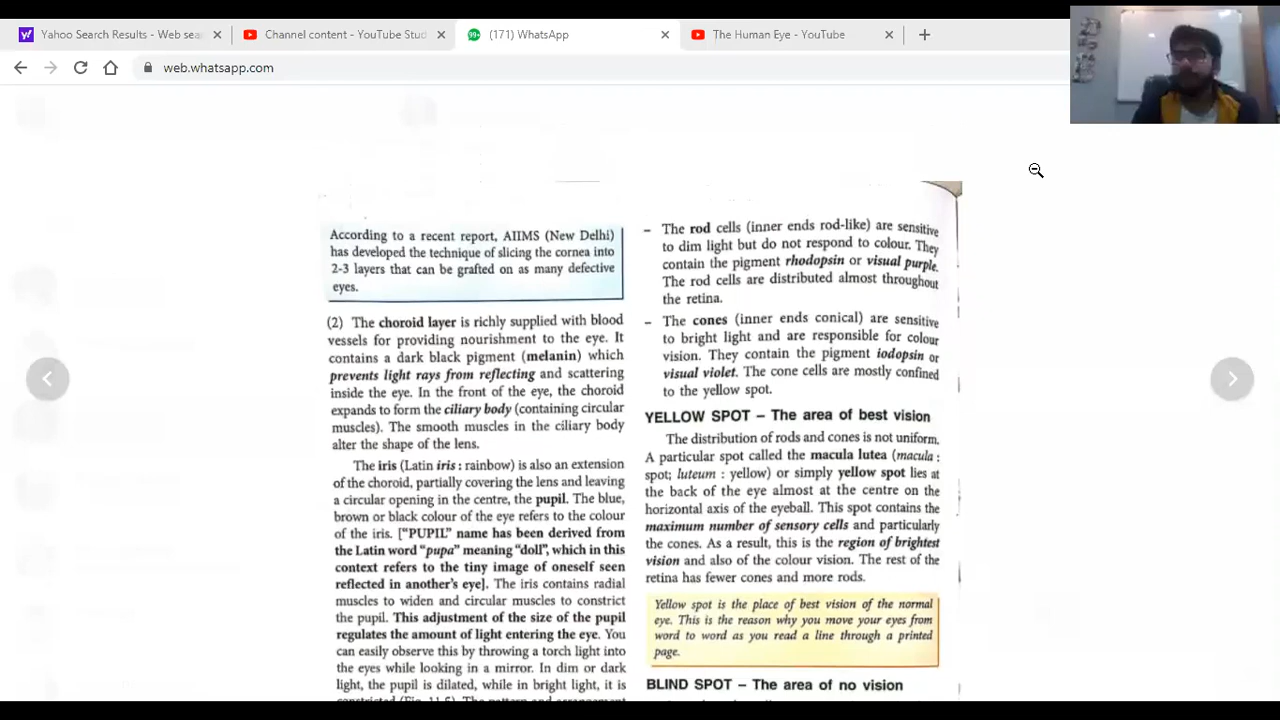 Yahoo Search Results - Web sea
Channel content - YouTube Stud
99+
(171) WhatsApp
The Human Eye - YouTube
web.whatsapp.com
According to a recent report, AIIMS (New Delhi)
has developed the technique of slicing the cornea into
2-3 layers that can be grafted on as many defective
eyes.
(2) The choroid layer is richly supplied with blood
vessels for providing nourishment to the eye. It
contains a dark black pigment (melanin) which
prevents light rays from reflecting and scattering
inside the eye. In the front of the eye, the choroid
expands to form the ciliary body (containing circular
muscles). The smooth muscles in the ciliary body
alter the shape of the lens.
The iris (Latin iris : rainbow) is also an extension
of the choroid, partially covering the lens and leaving
a circular opening in the centre, the pupil. The blue,
brown or black colour of the eye refers to the colour
of the iris. ["PUPIL" name has been derived from
the Latin word "pupa" meaning "doll", which in this
context refers to the tiny image of oneself seen
reflected in another's eye]. The iris contains radial
muscles to widen and circular muscles to constrict
the pupil. This adjustment of the size of the pupil
regulates the amount of light entering the eye. You
can easily observe this by throwing a torch light into
the eyes while looking in a mirror. In dim or dark
light, the pupil is dilated, while in bright light, it is
constricted (Fig. 11.5). The pattern and arrangement
– The rod cells (inner ends rod-like) are sensitive
to dim light but do not respond to colour. They
contain the pigment rhodopsin or visual purple.
The rod cells are distributed almost throughout
the retina.
– The cones (inner ends conical) are sensitive
to bright light and are responsible for colour
vision. They contain the pigment iodopsin or
visual violet. The cone cells are mostly confined
to the yellow spot.
YELLOW SPOT – The area of best vision
The distribution of rods and cones is not uniform.
A particular spot called the macula lutea (macula :
spot; luteum : yellow) or simply yellow spot lies at
the back of the eye almost at the centre on the
horizontal axis of the eyeball. This spot contains the
maximum number of sensory cells and particularly
the cones. As a result, this is the region of brightest
vision and also of the colour vision. The rest of the
retina has fewer cones and more rods.
Yellow spot is the place of best vision of the normal
eye. This is the reason why you move your eyes from
word to word as you read a line through a printed
page.
BLIND SPOT – The area of no vision